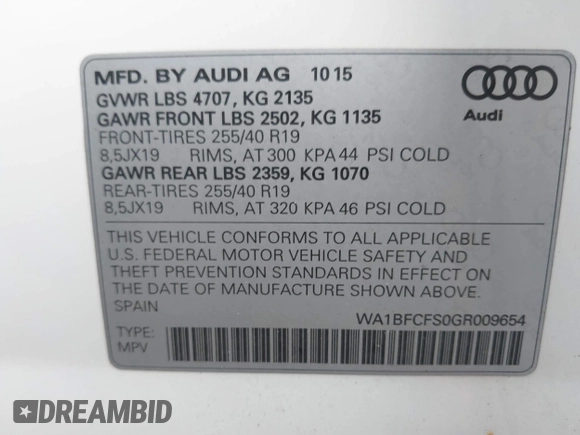 MFD. BY AUDI AG 10 15
GVWR LBS 4707, KG 2135
GAWR FRONT LBS 2502, KG 1135
FRONT-TIRES 255/40 R19
8,5JX19 RIMS, AT 300 KPA 44 PSI COLD
GAWR REAR LBS 2359, KG 1070
REAR-TIRES 255/40 R19
8,5JX19 RIMS, AT 320 KPA 46 PSI COLD
Audi
THIS VEHICLE CONFORMS TO ALL APPLICABLE
U.S. FEDERAL MOTOR VEHICLE SAFETY AND
THEFT PREVENTION STANDARDS IN EFFECT ON
THE DATE OF MANUFACTURE SHOWN ABOVE.
SPAIN
WA1BFCFS0GR009654
TYPE:
MPV
DREAMBID